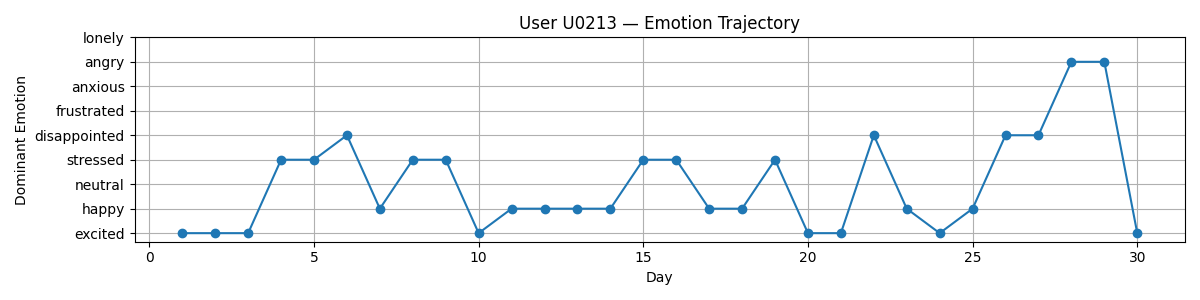 User U0213 — Emotion Trajectory
Dominant Emotion
lonely
angry
anxious
frustrated
disappointed
stressed
neutral
happy
excited
0 5 10 15 20 25 30
Day